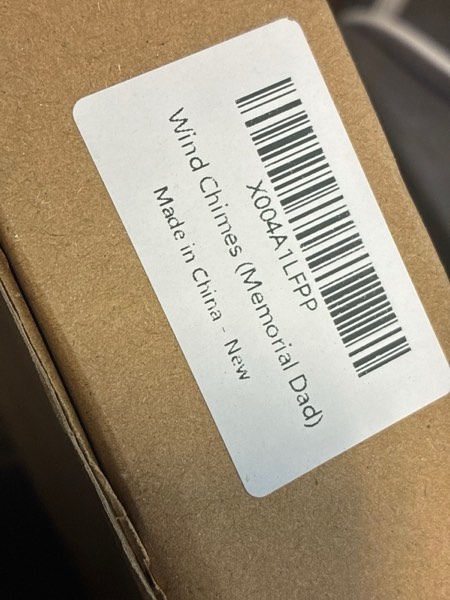 X004A1LFPP
Wind Chimes (Memorial Dad)
Made in China - New